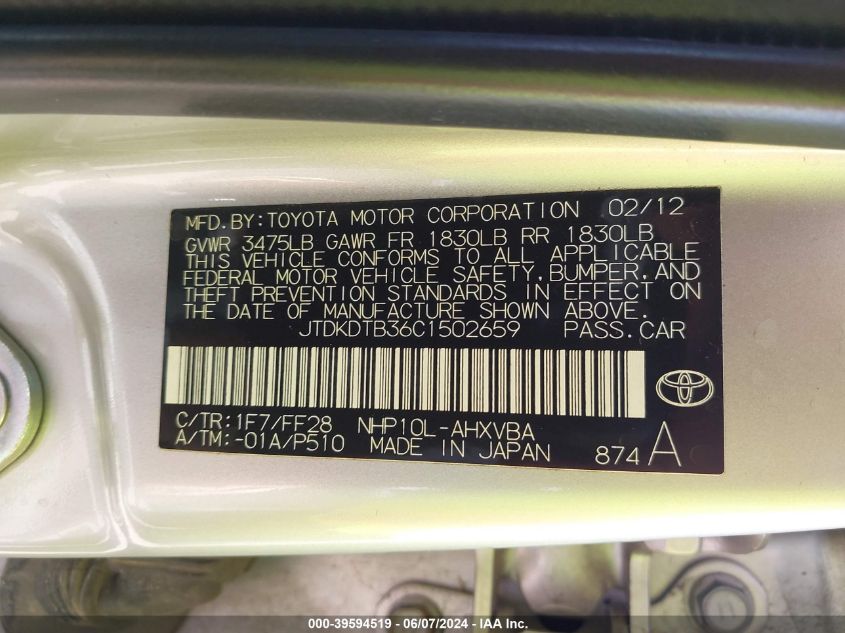 MFD. BY: TOYOTA MOTOR CORPORATION 02/12
GVWR 3475LB GAWR FR 1830LB RR 1830LB
THIS VEHICLE CONFORMS TO ALL APPLICABLE
FEDERAL MOTOR VEHICLE SAFETY, BUMPER, AND
THEFT PREVENTION STANDARDS IN EFFECT ON
THE DATE OF MANUFACTURE SHOWN ABOVE.
JTDKDTB36C1502659 PASS. CAR
C/TR: 1F7/FF28 NHP10L-AHXVBA
A/TM: -01A/P510 MADE IN JAPAN 874 A
000-39594519 / 06/07/2024 - IAA Inc.